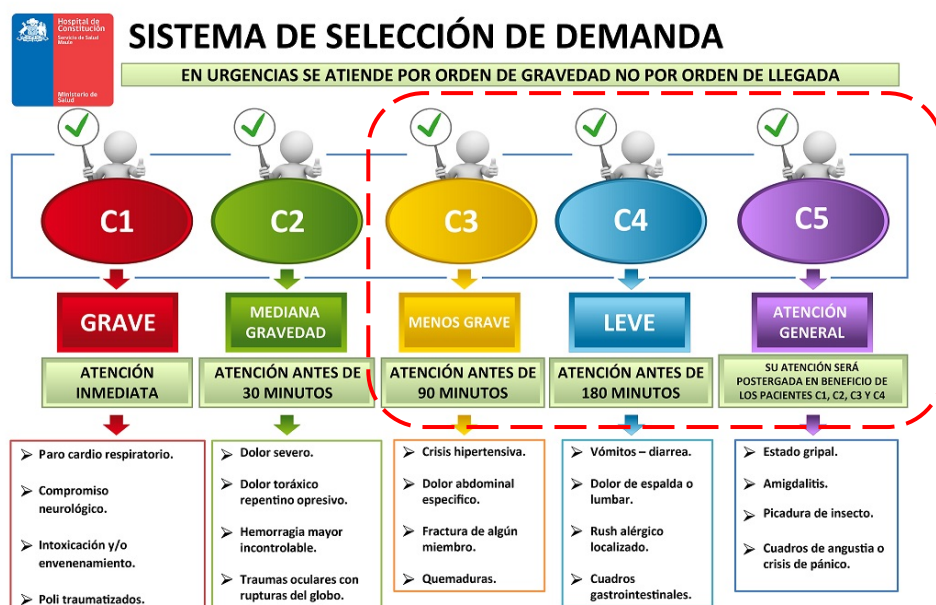 Hospital de
Constitución
Servicio de Salud
Maule
Ministerio de
Salud
SISTEMA DE SELECCIÓN DE DEMANDA
EN URGENCIAS SE ATIENDE POR ORDEN DE GRAVEDAD NO POR ORDEN DE LLEGADA
C1
C2
C3
C4
C5
GRAVE
MEDIANA
GRAVEDAD
MENOS GRAVE
LEVE
ATENCIÓN
GENERAL
ATENCIÓN
INMEDIATA
ATENCIÓN ANTES DE
30 MINUTOS
ATENCIÓN ANTES DE
90 MINUTOS
ATENCIÓN ANTES DE
180 MINUTOS
SU ATENCIÓN SERÁ
POSTERGADA EN BENEFICIO DE
LOS PACIENTES C1, C2, C3 Y C4
Paro cardio respiratorio.
Compromiso
neurológico.
Intoxicación y/o
envenenamiento.
Poli traumatizados.
Dolor severo.
Dolor toráxico
repentino opresivo.
Hemorragia mayor
incontrolable.
Traumas oculares con
rupturas del globo.
Crisis hipertensiva.
Dolor abdominal
especifico.
Fractura de algún
miembro.
Quemaduras.
Vómitos – diarrea.
Dolor de espalda o
lumbar.
Rush alérgico
localizado.
Cuadros
gastrointestinales.
Estado gripal.
Amigdalitis.
Picadura de insecto.
Cuadros de angustia o
crisis de pánico.